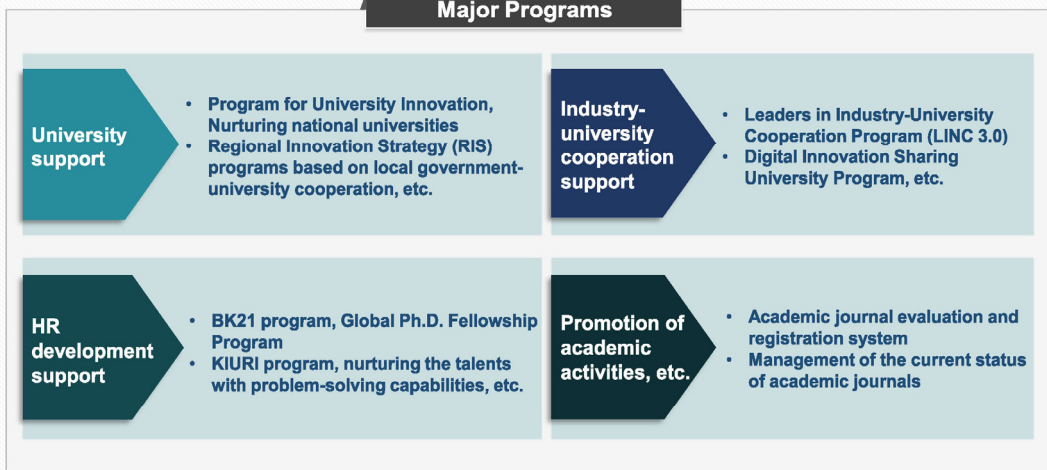 Major Programs
University
support
• Program for University Innovation,
Nurturing national universities
• Regional Innovation Strategy (RIS)
programs based on local government-
university cooperation, etc.
Industry-
university
cooperation
support
• Leaders in Industry-University
Cooperation Program (LINC 3.0)
• Digital Innovation Sharing
University Program, etc.
HR
development
support
• BK21 program, Global Ph.D. Fellowship
Program
• KIURI program, nurturing the talents
with problem-solving capabilities, etc.
Promotion of
academic
activities, etc.
• Academic journal evaluation and
registration system
• Management of the current status
of academic journals